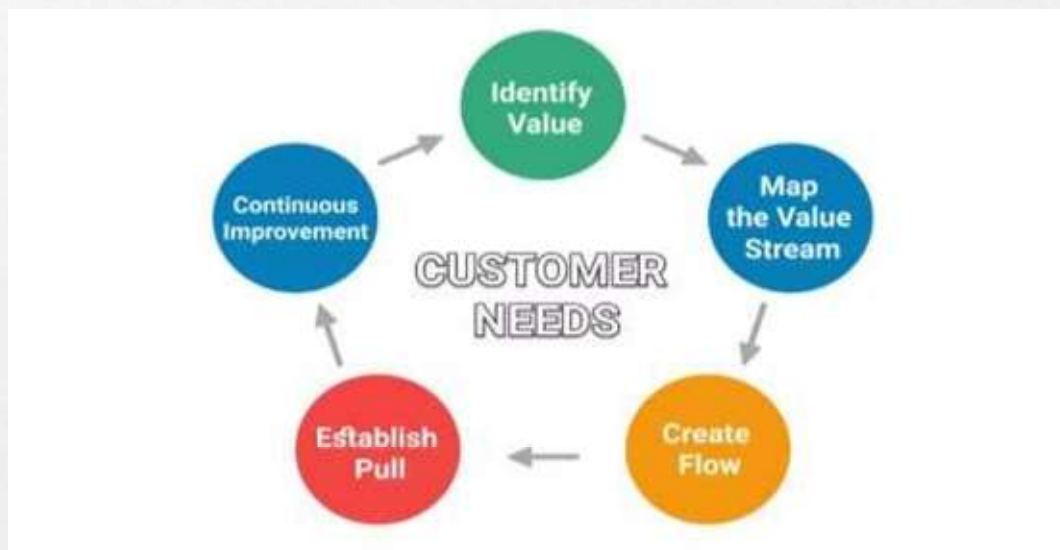 Identify
Value
Map
the Value
Stream
Create
Flow
Establish
Pull
Continuous
Improvement
CUSTOMER
NEEDS